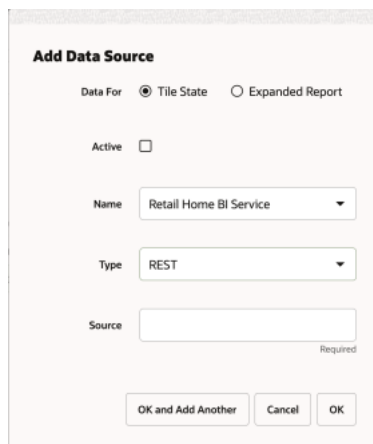 Add Data Source
Data For Tile State Expanded Report
Active
Name Retail Home BI Service
Type REST
Source
Required
OK and Add Another Cancel OK